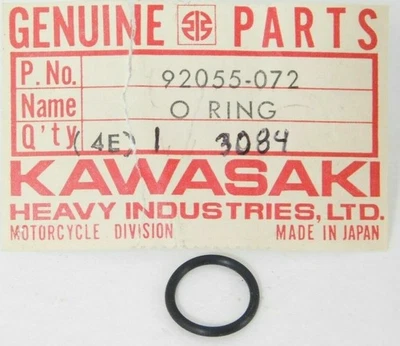 GENUINE PARTS
P.No. 92055-072
Name O RING
Q'ty (4E) 1 3084
KAWASAKI
HEAVY INDUSTRIES, LTD.
MOTORCYCLE DIVISION MADE IN JAPAN